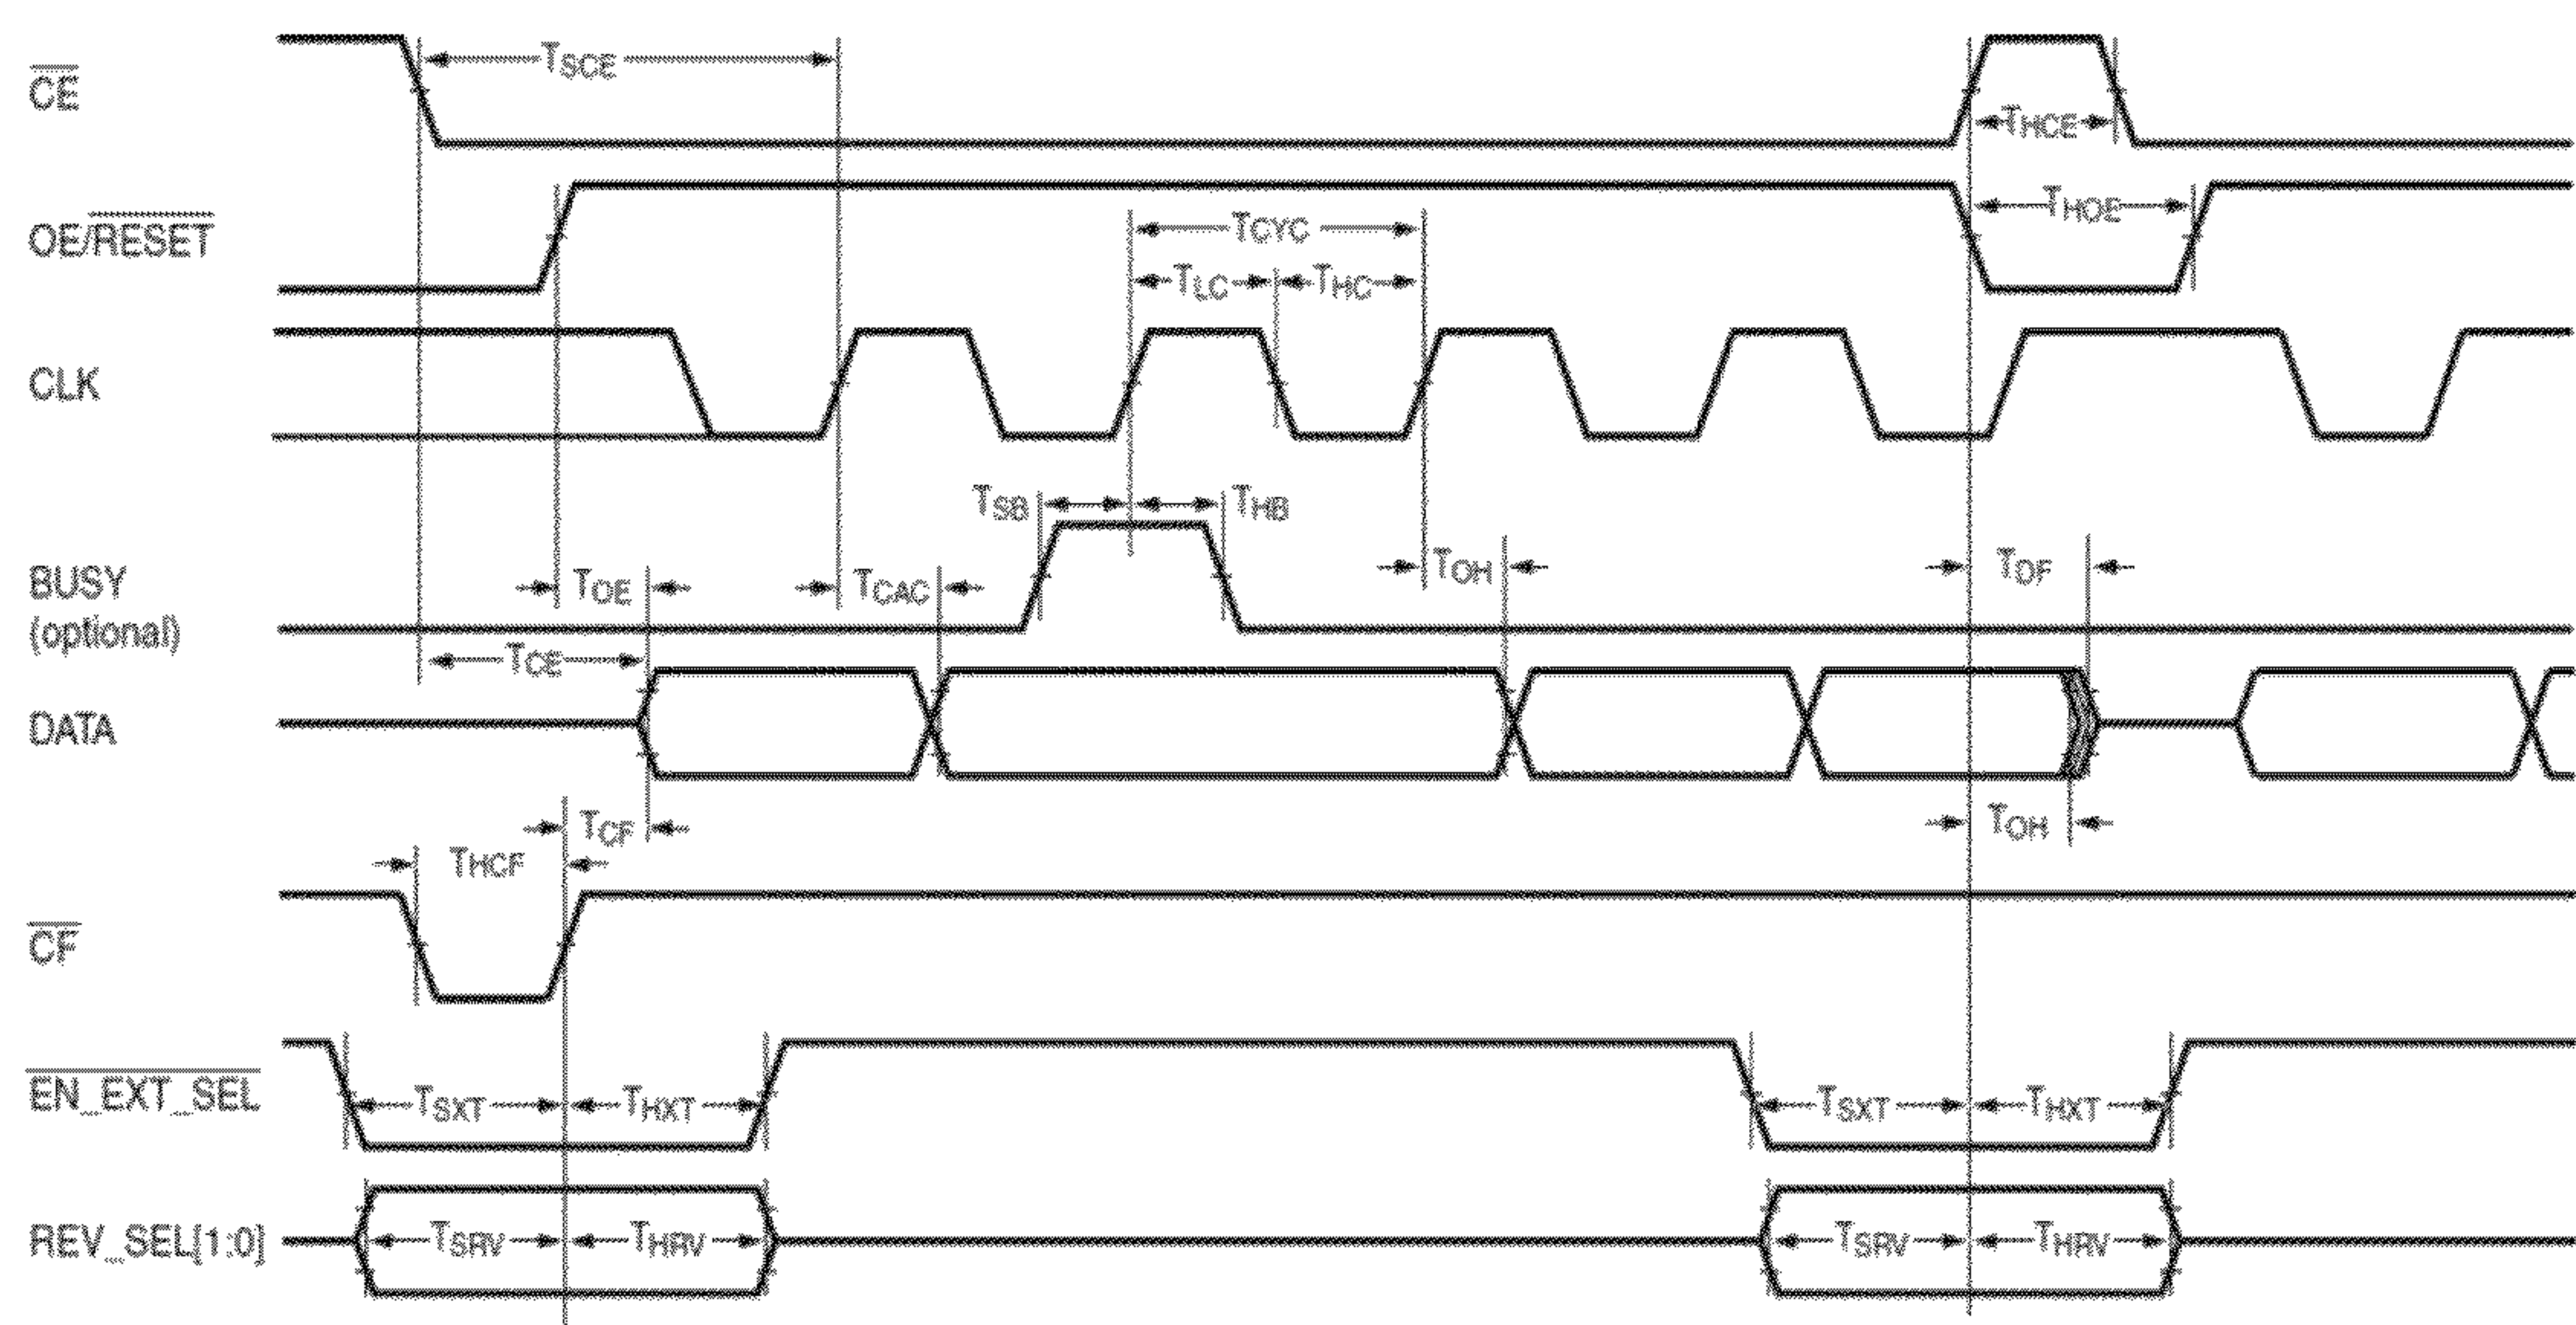 TSCE
CE
THCE
OE/RESET
THOE
TCYC
TLC THC
CLK
TSB THB
BUSY
(optional)
TOE TCAC TOH TDF
TCE
DATA
TCF TOH
THCF
CF
EN_EXT_SEL TSXT THXT TSXT THXT
REV_SEL[1:0] TSRV THRV TSRV THRV